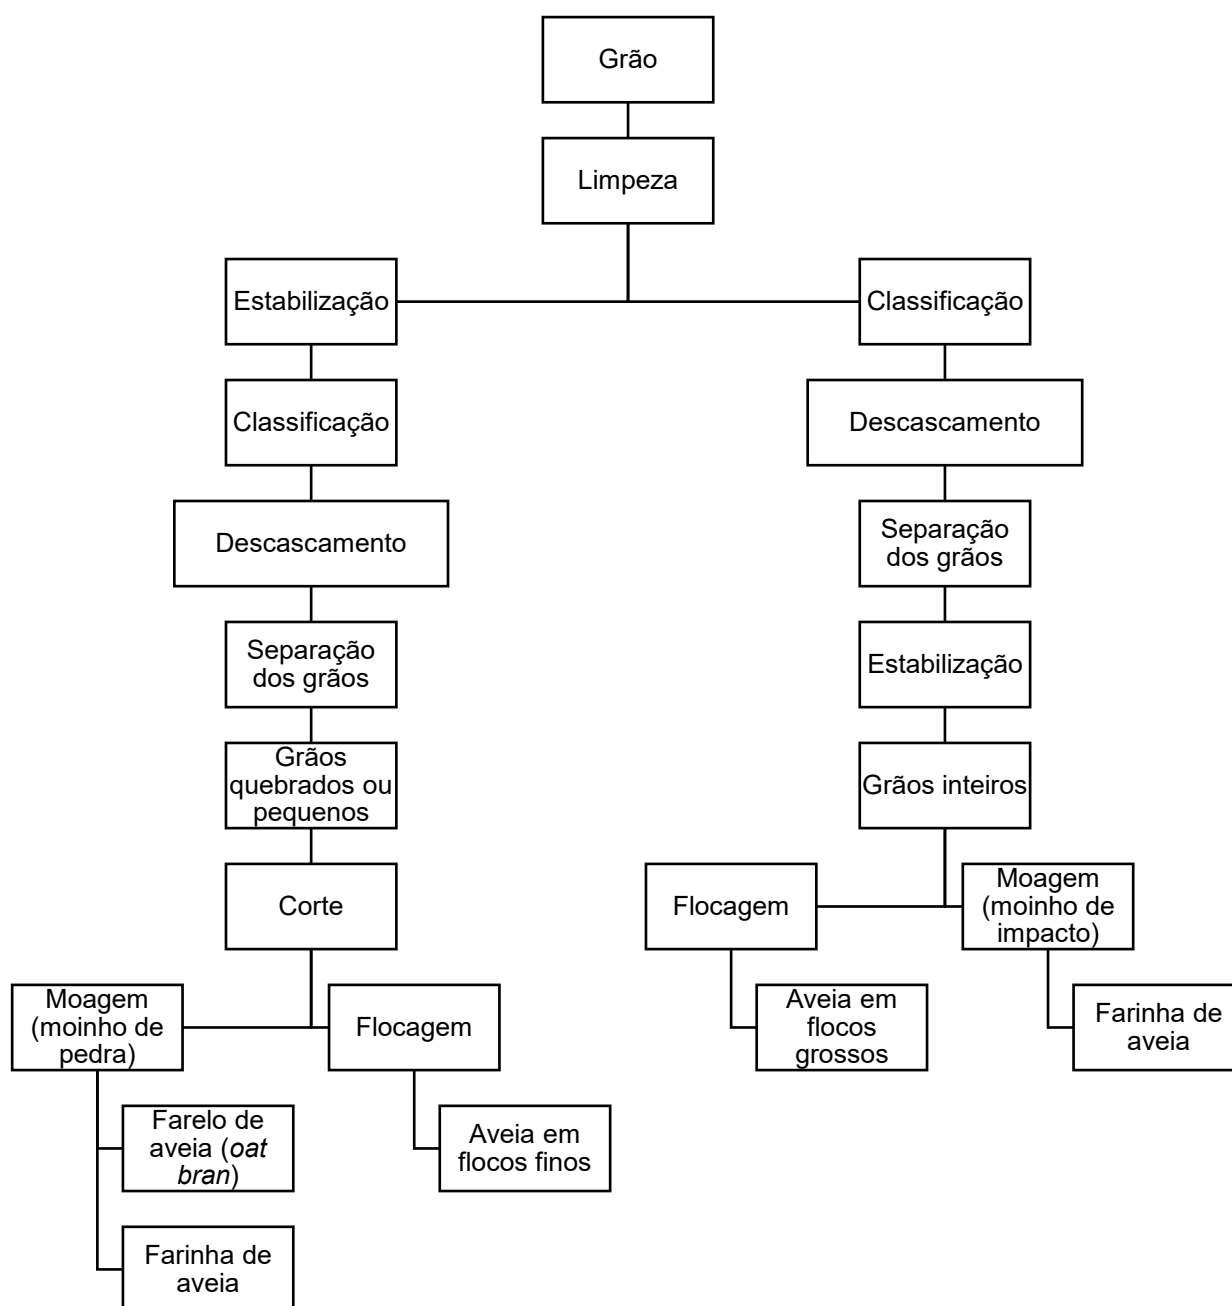 Grão
Limpeza
Estabilização
Classificação
Classificação
Descascamento
Descascamento
Separação
dos grãos
Separação
dos grãos
Estabilização
Grãos
quebrados ou
pequenos
Grãos inteiros
Corte
Flocagem
Moagem
(moinho de
impacto)
Moagem
(moinho de
pedra)
Flocagem
Aveia em
flocos
grossos
Farinha de
aveia
Farelo de
aveia (oat
bran)
Aveia em
flocos finos
Farinha de
aveia